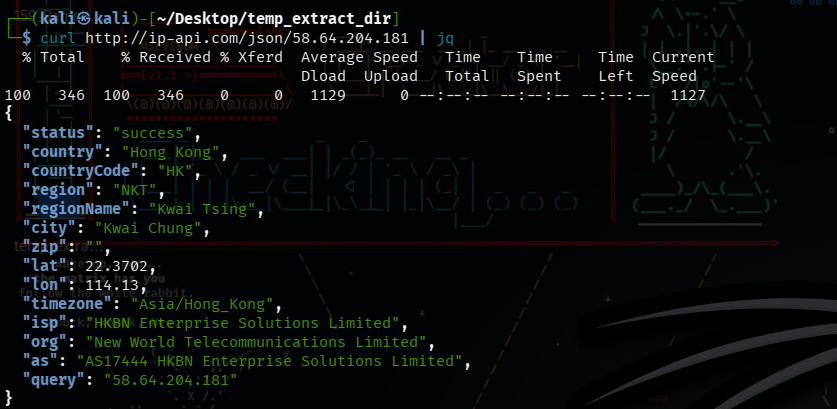 ┌──(kali㉿kali)-[~/Desktop/temp_extract_dir]
└─$ curl http://ip-api.com/json/58.64.204.181 | jq
  % Total    % Received % Xferd  Average Speed   Time    Time     Time  Current
                                 Dload  Upload   Total   Spent    Left  Speed
100   346  100   346    0     0   1129      0 --:--:-- --:--:-- --:--:--  1127
{
  "status": "success",
  "country": "Hong Kong",
  "countryCode": "HK",
  "region": "NKT",
  "regionName": "Kwai Tsing",
  "city": "Kwai Chung",
  "zip": "",
  "lat": 22.3702,
  "lon": 114.13,
  "timezone": "Asia/Hong_Kong",
  "isp": "HKBN Enterprise Solutions Limited",
  "org": "New World Telecommunications Limited",
  "as": "AS17444 HKBN Enterprise Solutions Limited",
  "query": "58.64.204.181"
}